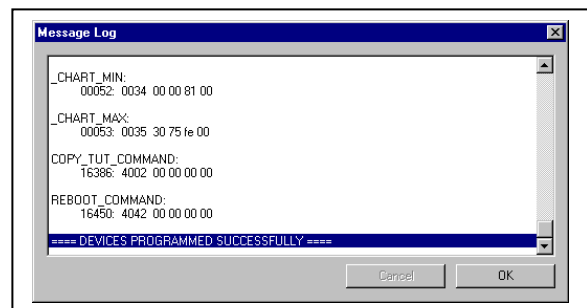 Message Log
_CHART_MIN:
00052: 0034 00 00 81 00
_CHART_MAX:
00053: 0035 30 75 fe 00
COPY_TUT_COMMAND:
16386: 4002 00 00 00 00
REBOOT_COMMAND:
16450: 4042 00 00 00 00
==== DEVICES PROGRAMMED SUCCESSFULLY ====
Cancel
OK